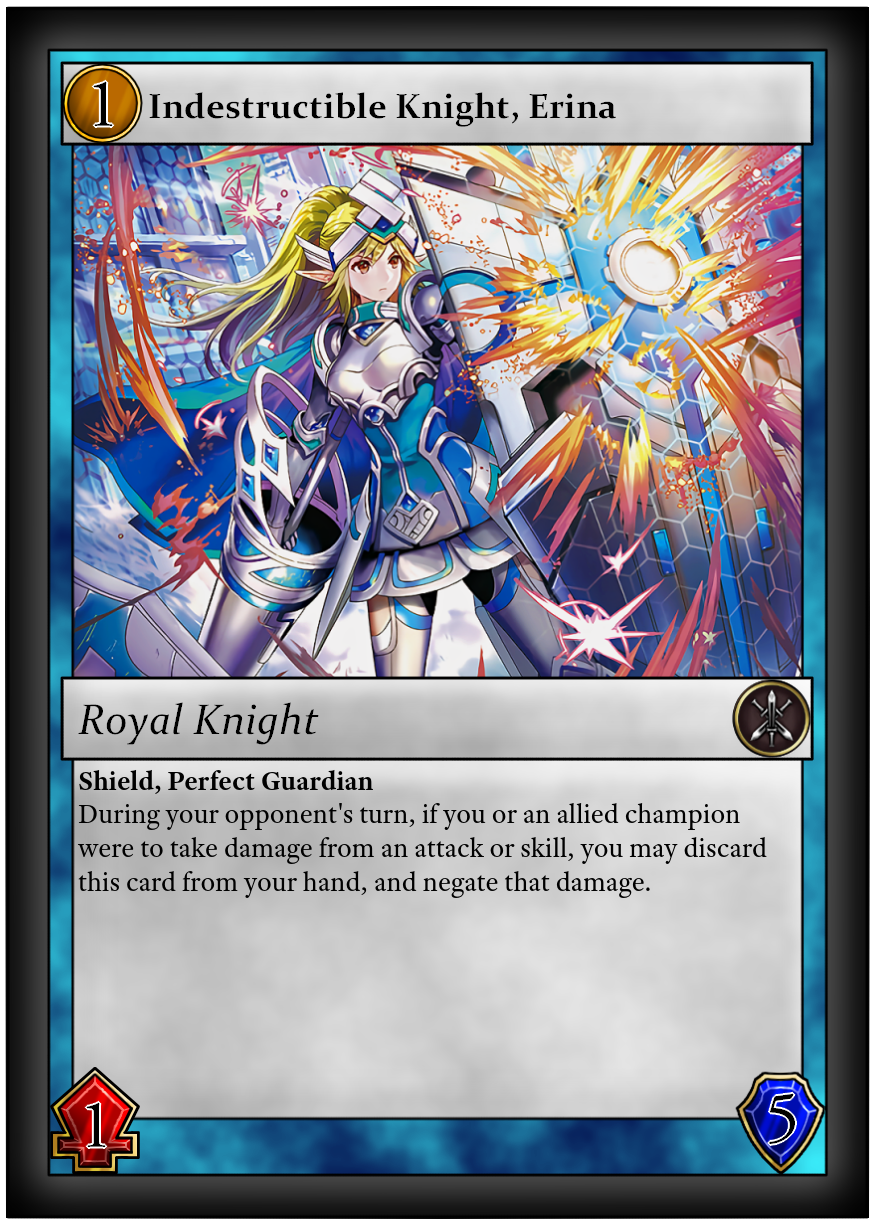 1
Indestructible Knight, Erina
Royal Knight
Shield, Perfect Guardian
During your opponent's turn, if you or an allied champion
were to take damage from an attack or skill, you may discard
this card from your hand, and negate that damage.
1
5